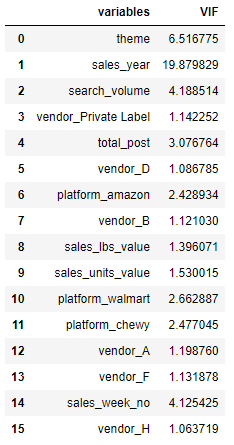 variables VIF
0 theme 6.516775
1 sales_year 19.879829
2 search_volume 4.188514
3 vendor_Private Label 1.142252
4 total_post 3.076764
5 vendor_D 1.086785
6 platform_amazon 2.428934
7 vendor_B 1.121030
8 sales_lbs_value 1.396071
9 sales_units_value 1.530015
10 platform_walmart 2.662887
11 platform_chewy 2.477045
12 vendor_A 1.198760
13 vendor_F 1.131878
14 sales_week_no 4.125425
15 vendor_H 1.063719